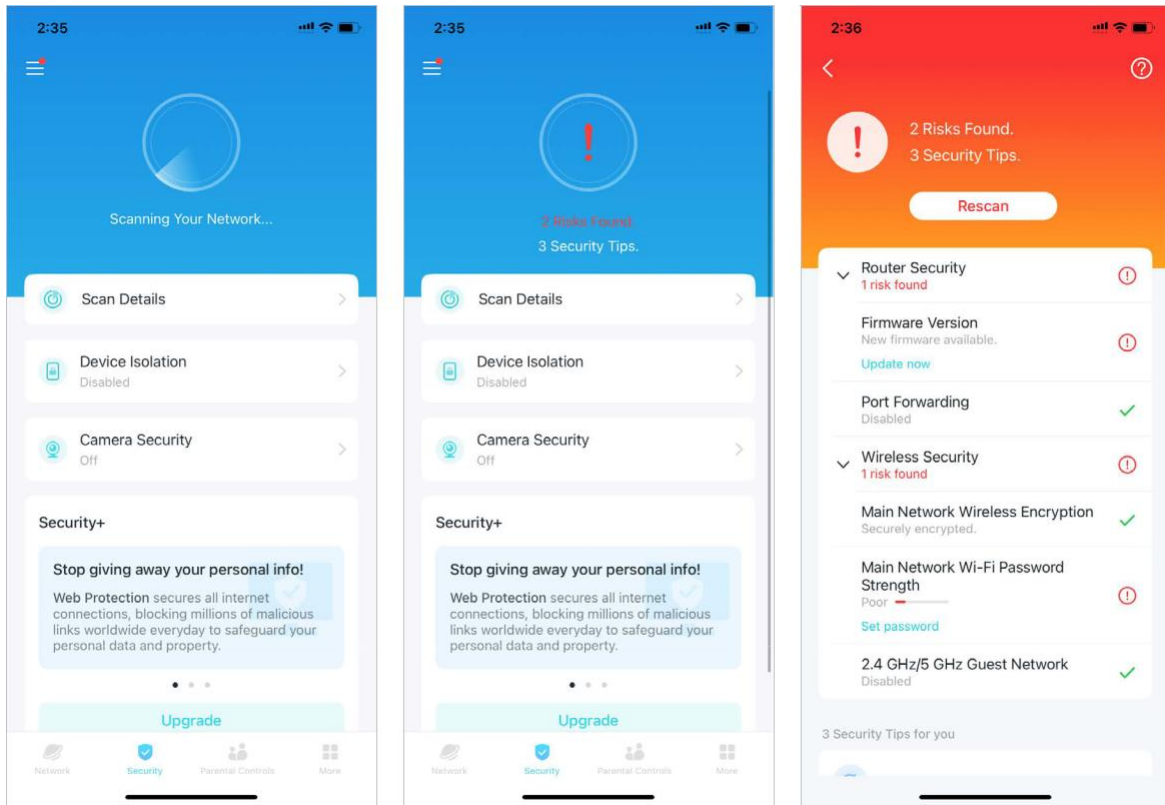 2:35
Scanning Your Network...
Scan Details
Device Isolation
Disabled
Camera Security
Off
Security+
Stop giving away your personal info!
Web Protection secures all internet
connections, blocking millions of malicious
links worldwide everyday to safeguard your
personal data and property.
Upgrade
Network
Security
Parental Controls
More
2:35
2 Risks Found.
3 Security Tips.
Scan Details
Device Isolation
Disabled
Camera Security
Off
Security+
Stop giving away your personal info!
Web Protection secures all internet
connections, blocking millions of malicious
links worldwide everyday to safeguard your
personal data and property.
Upgrade
Network
Security
Parental Controls
More
2:36
2 Risks Found.
3 Security Tips.
Rescan
Router Security
1 risk found
Firmware Version
New firmware available.
Update now
Port Forwarding
Disabled
Wireless Security
1 risk found
Main Network Wireless Encryption
Securely encrypted.
Main Network Wi-Fi Password
Strength
Poor
Set password
2.4 GHz/5 GHz Guest Network
Disabled
3 Security Tips for you